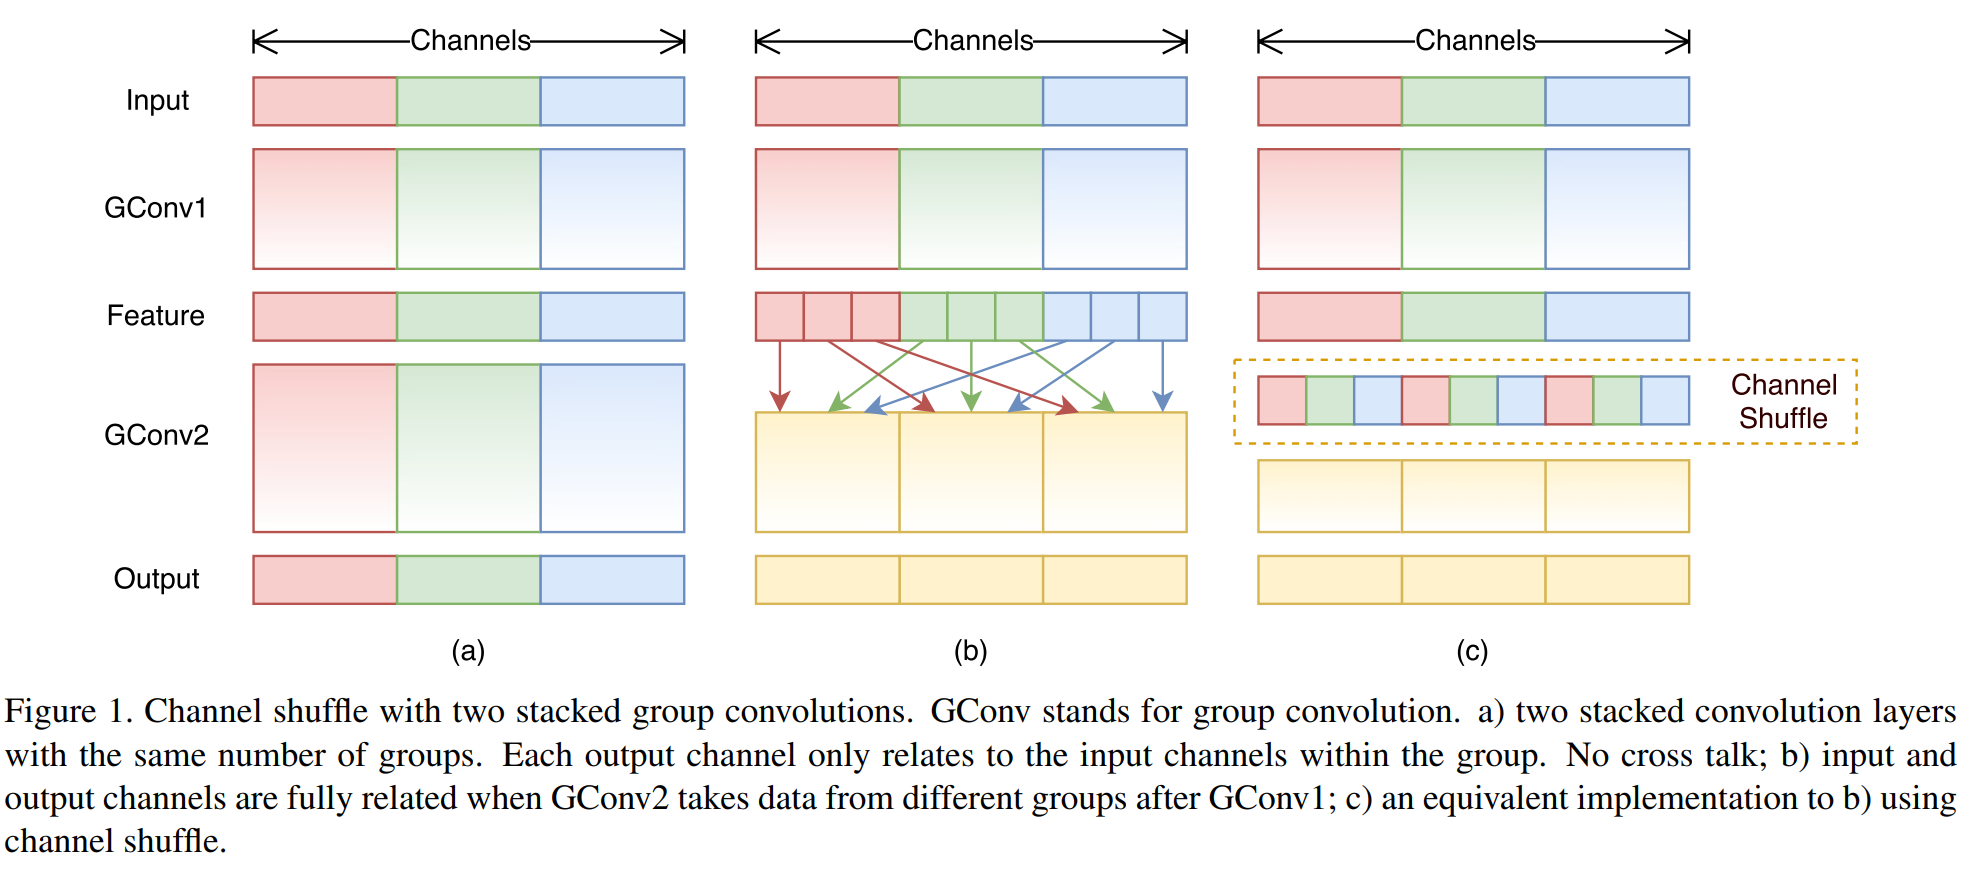 Channels Channels Channels
Input
GConv1
Feature
Channel
Shuffle
GConv2
Output
(a) (b) (c)
Figure 1. Channel shuffle with two stacked group convolutions. GConv stands for group convolution. a) two stacked convolution layers
with the same number of groups. Each output channel only relates to the input channels within the group. No cross talk; b) input and
output channels are fully related when GConv2 takes data from different groups after GConv1; c) an equivalent implementation to b) using
channel shuffle.